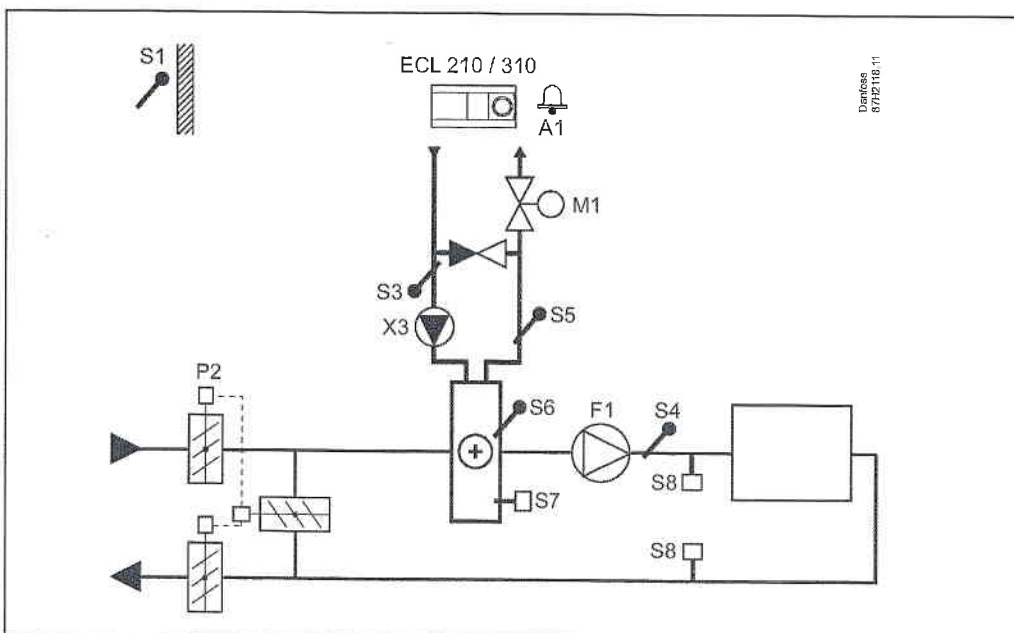 S1
ECL 210 / 310
A1
Danfoss
87H2118.11
M1
S3
S5
X3
P2
S6
F1
S4
S8
S7
S8